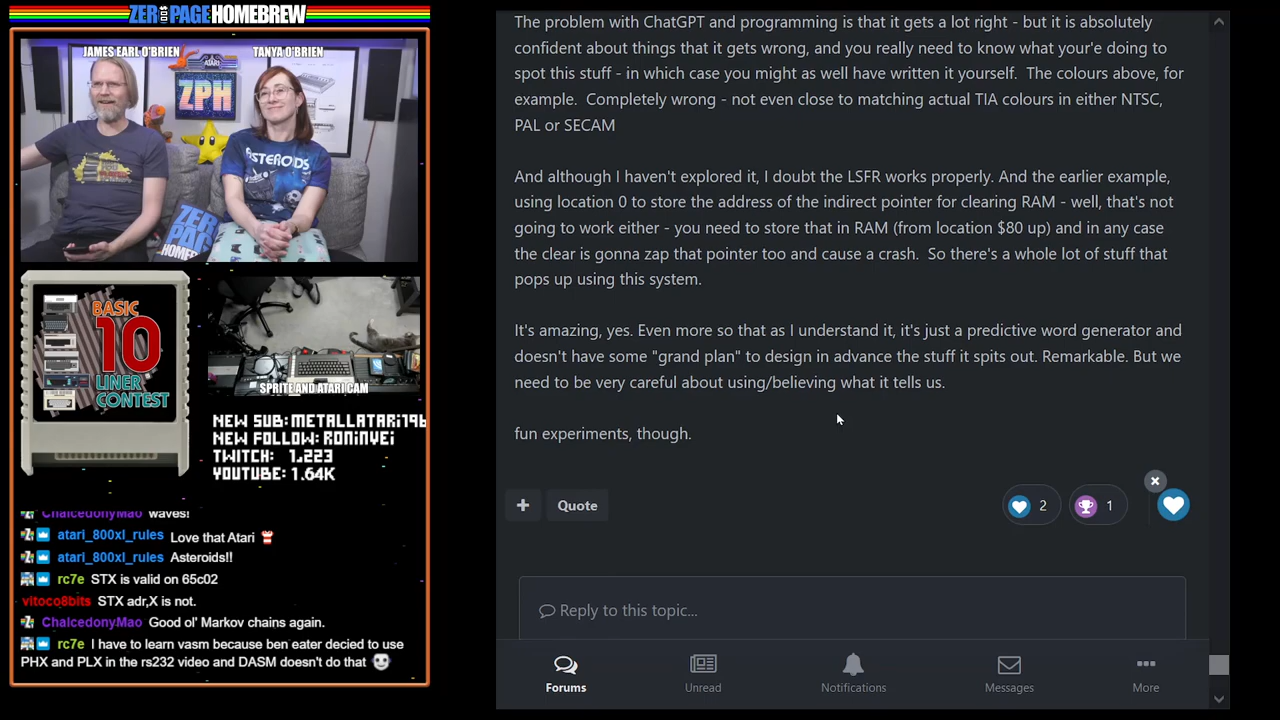 ZERO PAGE HOMEBREW
JAMES EARL O'BRIEN
TANYA O'BRIEN
ATARI
ZPH
ASTEROIDS
ZERO
PAGE
HOMEBREW
BASIC
10
LINER
CONTEST
SPRITE AND ATARI CAM
NEW SUB: METALLATARI196
NEW FOLLOW: RONINVEI
TWITCH: 1,223
YOUTUBE: 1.64K
ChalcedonyMao waves!
atari_800xl_rules Love that Atari
atari_800xl_rules Asteroids!!
rc7e STX is valid on 65c02
vitoco8bits STX adr,X is not.
ChalcedonyMao Good ol' Markov chains again.
rc7e I have to learn vasm because ben eater decied to use
PHX and PLX in the rs232 video and DASM doesn't do that
The problem with ChatGPT and programming is that it gets a lot right - but it is absolutely
confident about things that it gets wrong, and you really need to know what your'e doing to
spot this stuff - in which case you might as well have written it yourself. The colours above, for
example. Completely wrong - not even close to matching actual TIA colours in either NTSC,
PAL or SECAM
And although I haven't explored it, I doubt the LSFR works properly. And the earlier example,
using location 0 to store the address of the indirect pointer for clearing RAM - well, that's not
going to work either - you need to store that in RAM (from location $80 up) and in any case
the clear is gonna zap that pointer too and cause a crash. So there's a whole lot of stuff that
pops up using this system.
It's amazing, yes. Even more so that as I understand it, it's just a predictive word generator and
doesn't have some "grand plan" to design in advance the stuff it spits out. Remarkable. But we
need to be very careful about using/believing what it tells us.
fun experiments, though.
+ Quote
2
1
Reply to this topic...
Forums
Unread
Notifications
Messages
More